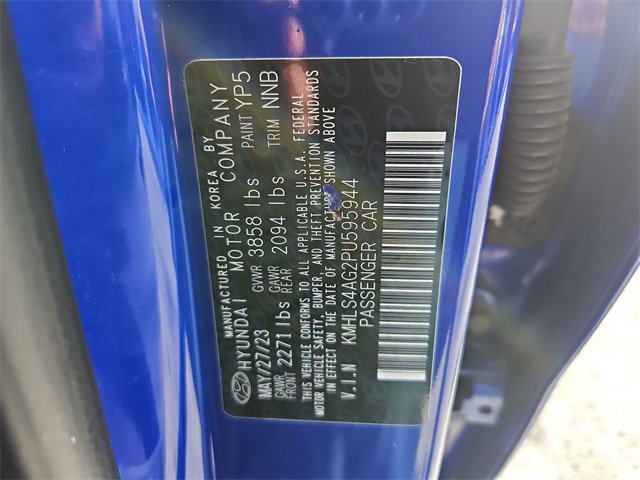 MANUFACTURED IN KOREA BY
HYUNDAI MOTOR COMPANY
MAY/27/23 GVWR 3858 lbs PAINT YP5
GAWR FRONT 2271 lbs GAWR REAR 2094 lbs TRIM NNB
THIS VEHICLE CONFORMS TO ALL APPLICABLE U.S.A. FEDERAL
MOTOR VEHICLE SAFETY, BUMPER, AND THEFT PREVENTION STANDARDS
IN EFFECT ON THE DATE OF MANUFACTURE SHOWN ABOVE
V.I.N KMHLS4AG2PU595944
PASSENGER CAR